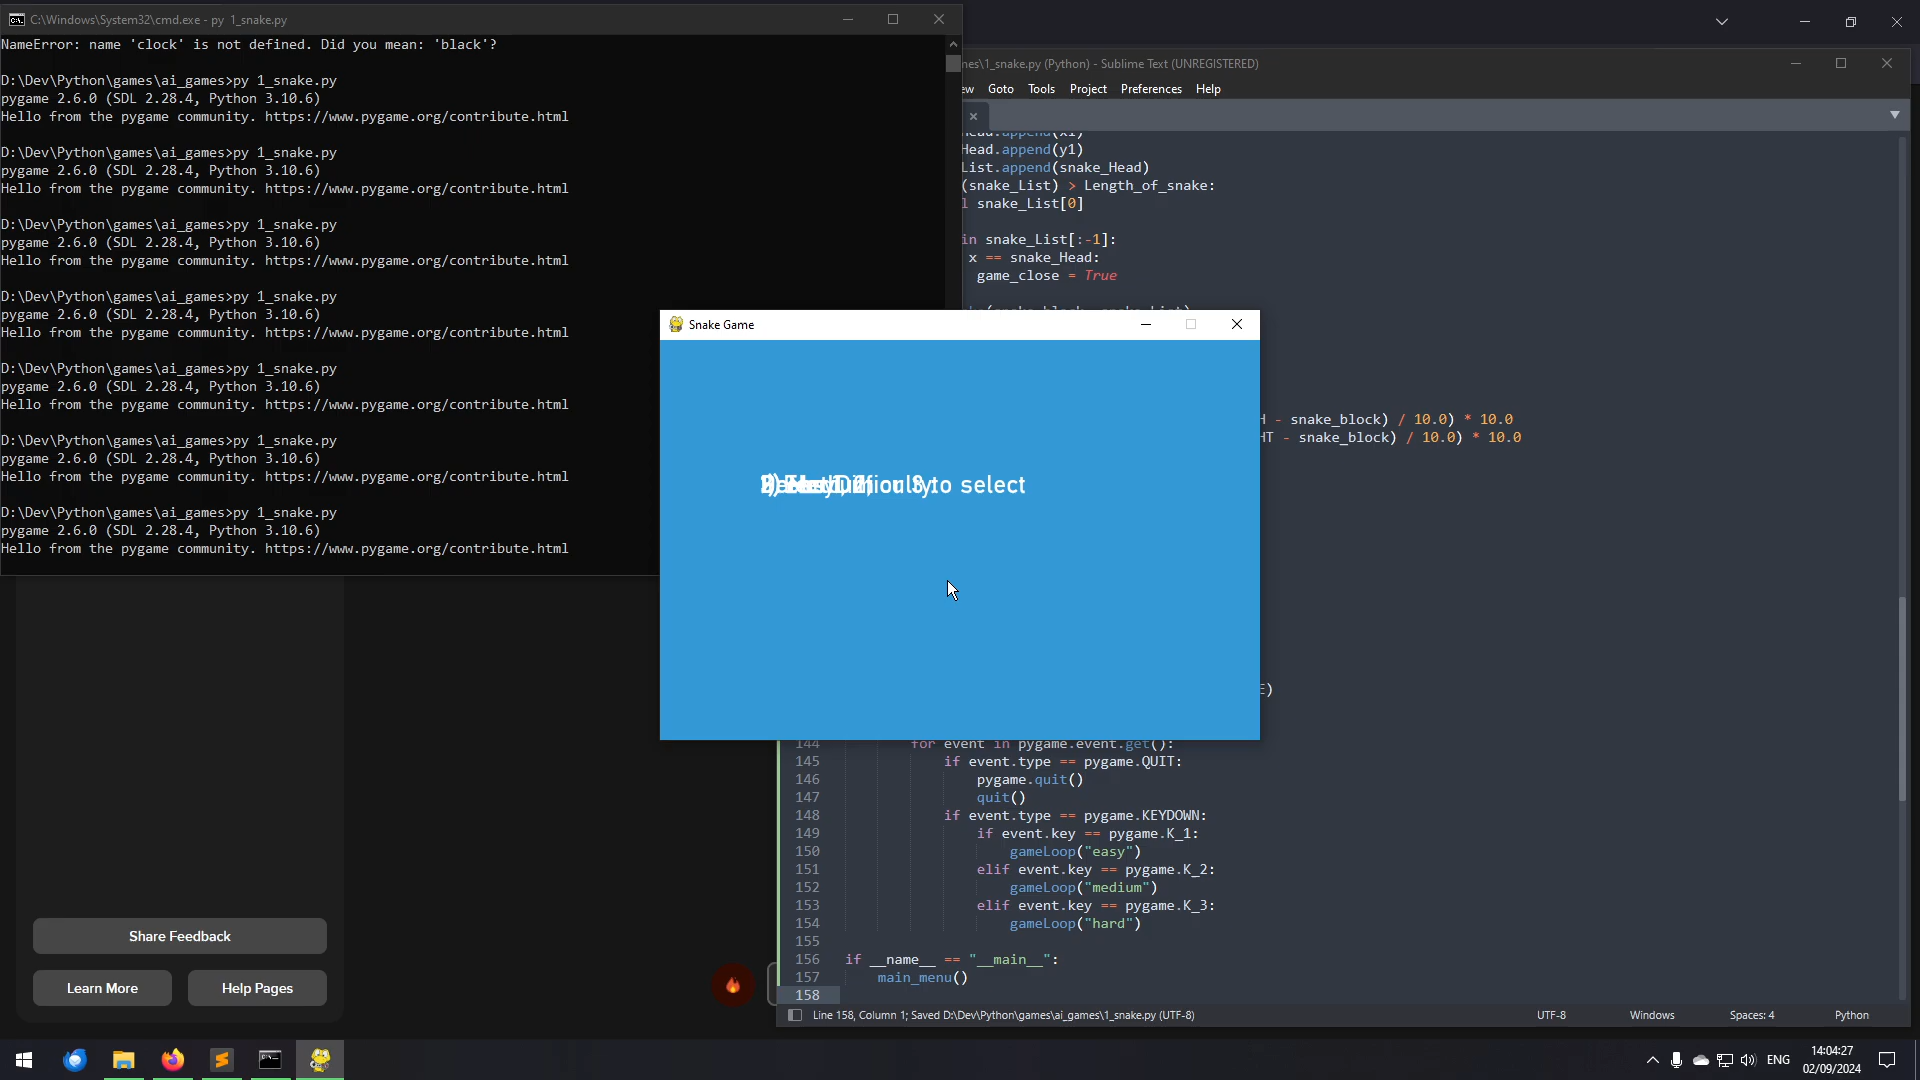 C:\Windows\System32\cmd.exe - py 1_snake.py
NameError: name 'clock' is not defined. Did you mean: 'black'?
D:\Dev\Python\games\ai_games>py 1_snake.py
pygame 2.6.0 (SDL 2.28.4, Python 3.10.6)
Hello from the pygame community. https://www.pygame.org/contribute.html
D:\Dev\Python\games\ai_games>py 1_snake.py
pygame 2.6.0 (SDL 2.28.4, Python 3.10.6)
Hello from the pygame community. https://www.pygame.org/contribute.html
D:\Dev\Python\games\ai_games>py 1_snake.py
pygame 2.6.0 (SDL 2.28.4, Python 3.10.6)
Hello from the pygame community. https://www.pygame.org/contribute.html
D:\Dev\Python\games\ai_games>py 1_snake.py
pygame 2.6.0 (SDL 2.28.4, Python 3.10.6)
Hello from the pygame community. https://www.pygame.org/contribute.html
D:\Dev\Python\games\ai_games>py 1_snake.py
pygame 2.6.0 (SDL 2.28.4, Python 3.10.6)
Hello from the pygame community. https://www.pygame.org/contribute.html
D:\Dev\Python\games\ai_games>py 1_snake.py
pygame 2.6.0 (SDL 2.28.4, Python 3.10.6)
Hello from the pygame community. https://www.pygame.org/contribute.html
D:\Dev\Python\games\ai_games>py 1_snake.py
pygame 2.6.0 (SDL 2.28.4, Python 3.10.6)
Hello from the pygame community. https://www.pygame.org/contribute.html
nes\1_snake.py (Python) - Sublime Text (UNREGISTERED)
ew Goto Tools Project Preferences Help
Head.append(x1)
Head.append(y1)
List.append(snake_Head)
(snake_List) > Length_of_snake:
l snake_List[0]
in snake_List[:-1]:
x == snake_Head:
game_close = True
Snake Game
to select
H - snake_block) / 10.0) * 10.0
HT - snake_block) / 10.0) * 10.0
E)
144 for event in pygame.event.get():
145 if event.type == pygame.QUIT:
146 pygame.quit()
147 quit()
148 if event.type == pygame.KEYDOWN:
149 if event.key == pygame.K_1:
150 gameLoop("easy")
151 elif event.key == pygame.K_2:
152 gameLoop("medium")
153 elif event.key == pygame.K_3:
154 gameLoop("hard")
155
156 if __name__ == "__main__":
157 main_menu()
158
Line 158, Column 1; Saved D:\Dev\Python\games\ai_games\1_snake.py (UTF-8)
UTF-8 Windows Spaces: 4 Python
Share Feedback
Learn More Help Pages
ENG
14:04:27
02/09/2024